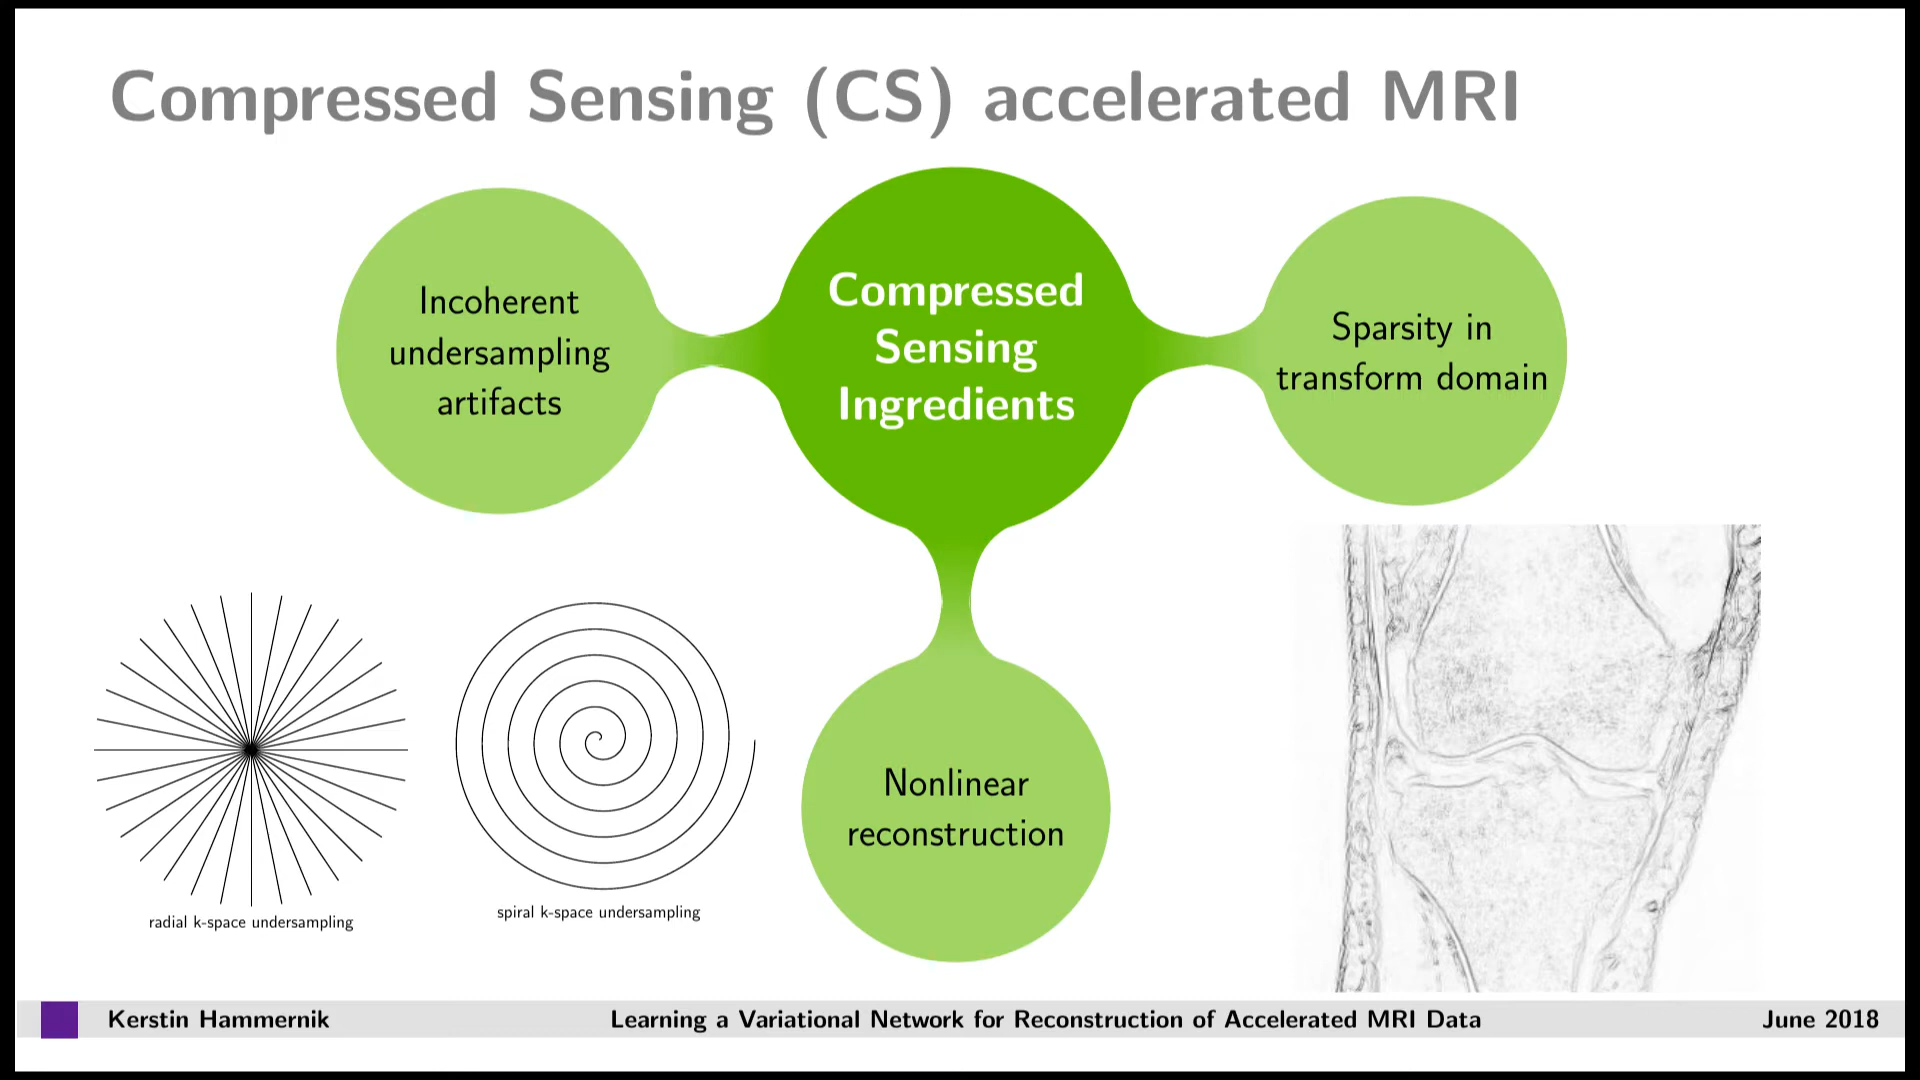 Compressed Sensing (CS) accelerated MRI
Incoherent
undersampling
artifacts
Compressed
Sensing
Ingredients
Sparsity in
transform domain
Nonlinear
reconstruction
radial k-space undersampling
spiral k-space undersampling
Kerstin Hammernik
Learning a Variational Network for Reconstruction of Accelerated MRI Data
June 2018